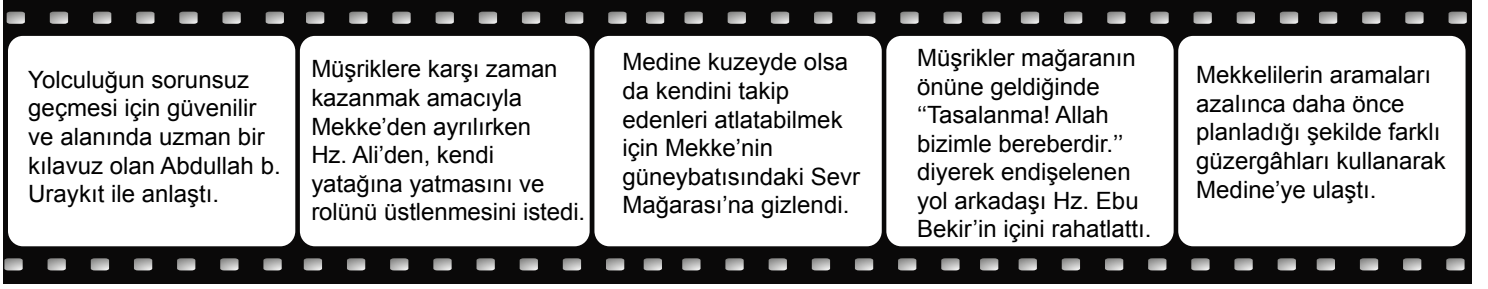 Yolculuğun sorunsuz
geçmesi için güvenilir
ve alanında uzman bir
kılavuz olan Abdullah b.
Uraykıt ile anlaştı.
Müşriklere karşı zaman
kazanmak amacıyla
Mekke’den ayrılırken
Hz. Ali’den, kendi
yatağına yatmasını ve
rolünü üstlenmesini istedi.
Medine kuzeyde olsa
da kendini takip
edenleri atlatabilmek
için Mekke’nin
güneybatısındaki Sevr
Mağarası’na gizlendi.
Müşrikler mağaranın
önüne geldiğinde
‘‘Tasalanma! Allah
bizimle bereberdir.’’
diyerek endişelenen
yol arkadaşı Hz. Ebu
Bekir’in içini rahatlattı.
Mekkelilerin aramaları
azalınca daha önce
planladığı şekilde farklı
güzergâhları kullanarak
Medine’ye ulaştı.